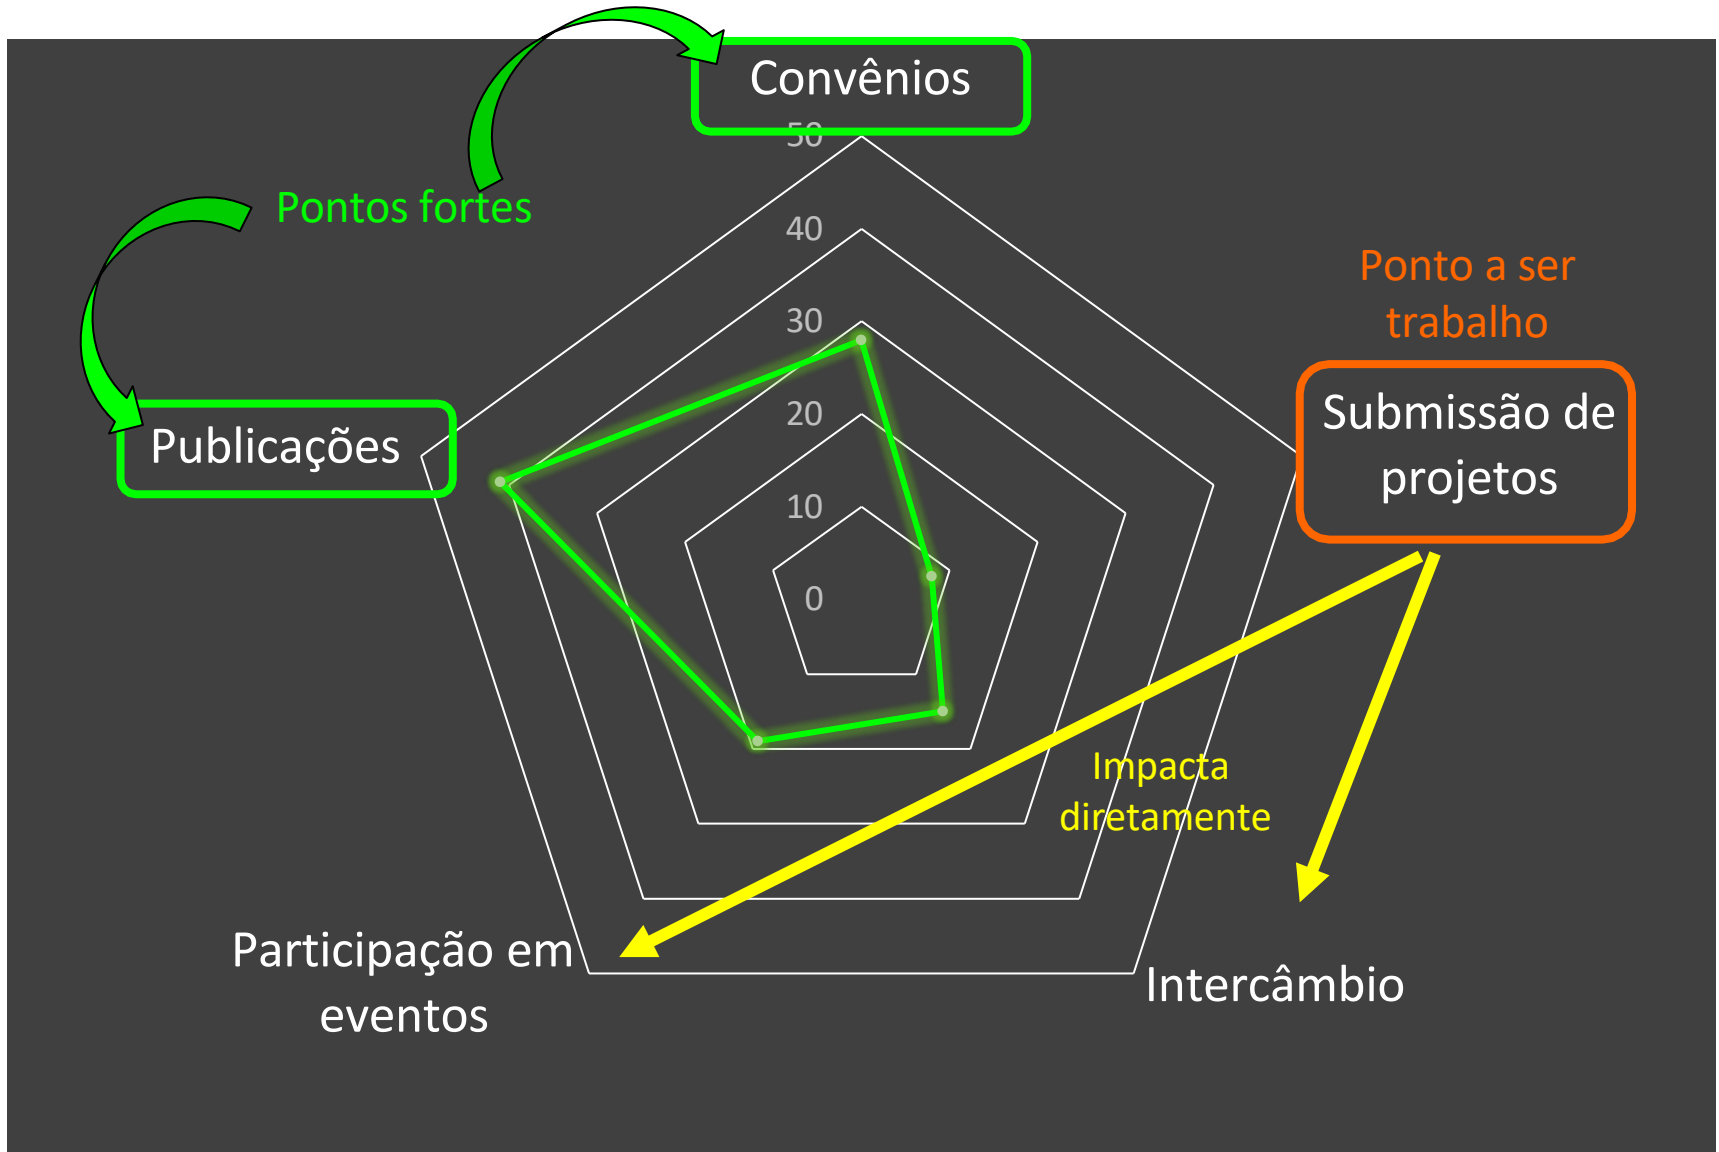 Convênios
50
Pontos fortes
40
Ponto a ser
trabalho
30
Submissão de
projetos
20
Publicações
10
0
Impacta
diretamente
Participação em
eventos
Intercâmbio